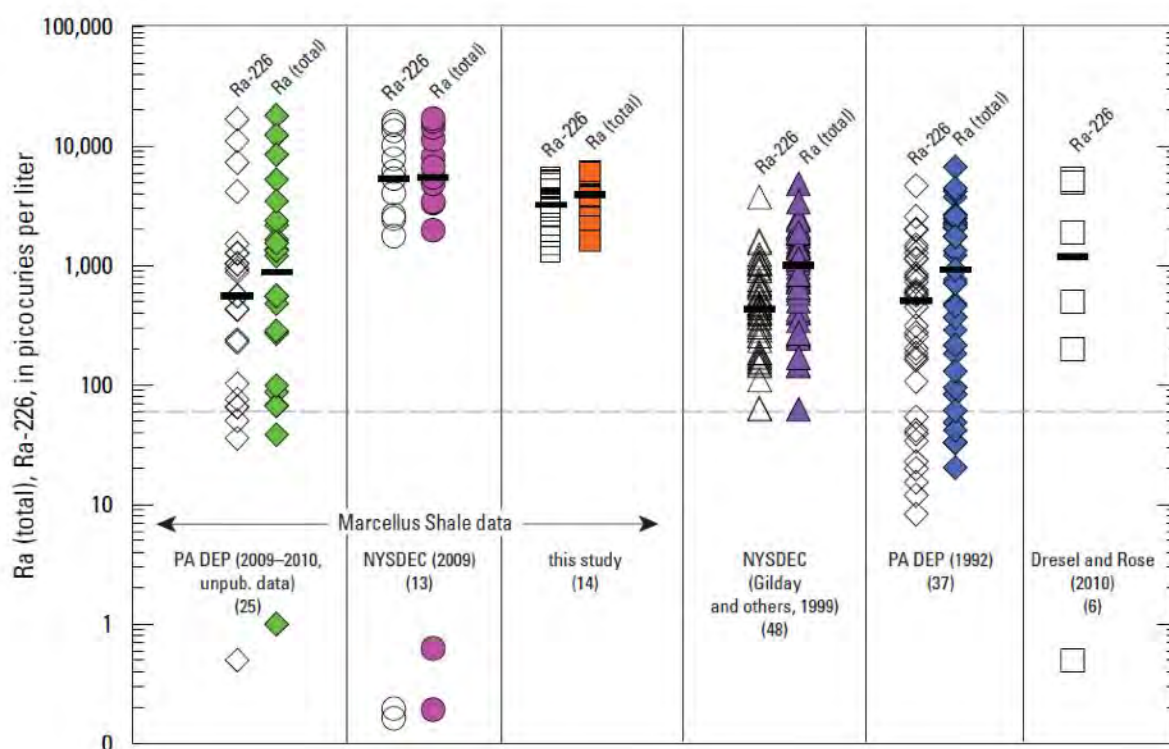 Ra (total), Ra-226, in picocuries per liter
100,000
10,000
1,000
100
10
1
0
Ra-226
Ra (total)
Ra-226
Ra (total)
Ra-226
Ra (total)
Ra-226
Ra (total)
Ra-226
Ra (total)
Ra-226
Marcellus Shale data
PA DEP (2009–2010,
unpub. data)
(25)
NYSDEC (2009)
(13)
this study
(14)
NYSDEC
(Gilday
and others, 1999)
(48)
PA DEP (1992)
(37)
Dresel and Rose
(2010)
(6)